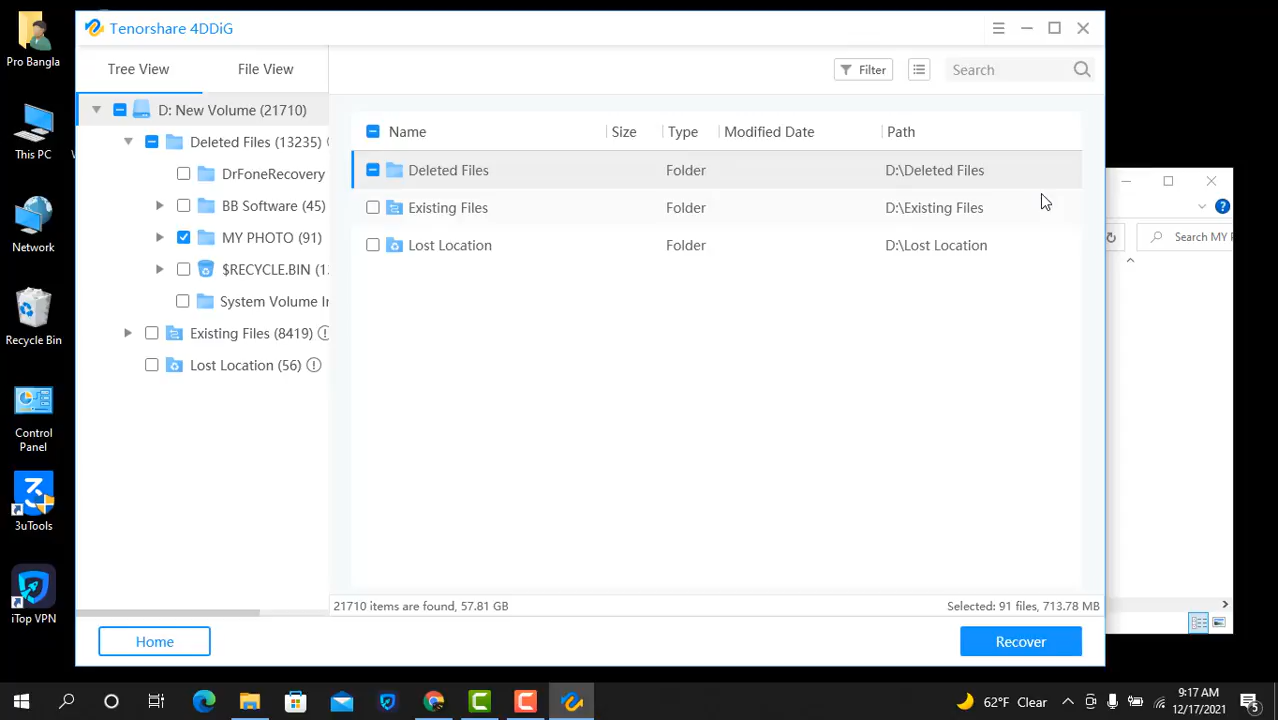 Tenorshare 4DDiG
Tree View
File View
Filter
Search
D: New Volume (21710)
Deleted Files (13235)
DrFoneRecovery
BB Software (45)
MY PHOTO (91)
$RECYCLE.BIN (1
System Volume In
Existing Files (8419)
Lost Location (56)
Name
Size
Type
Modified Date
Path
Deleted Files
Folder
D:\Deleted Files
Existing Files
Folder
D:\Existing Files
Lost Location
Folder
D:\Lost Location
21710 items are found, 57.81 GB
Selected: 91 files, 713.78 MB
Home
Recover
Pro Bangla
This PC
Network
Recycle Bin
Control
Panel
3uTools
iTop VPN
Search MY P
62°F Clear
9:17 AM
12/17/2021
5